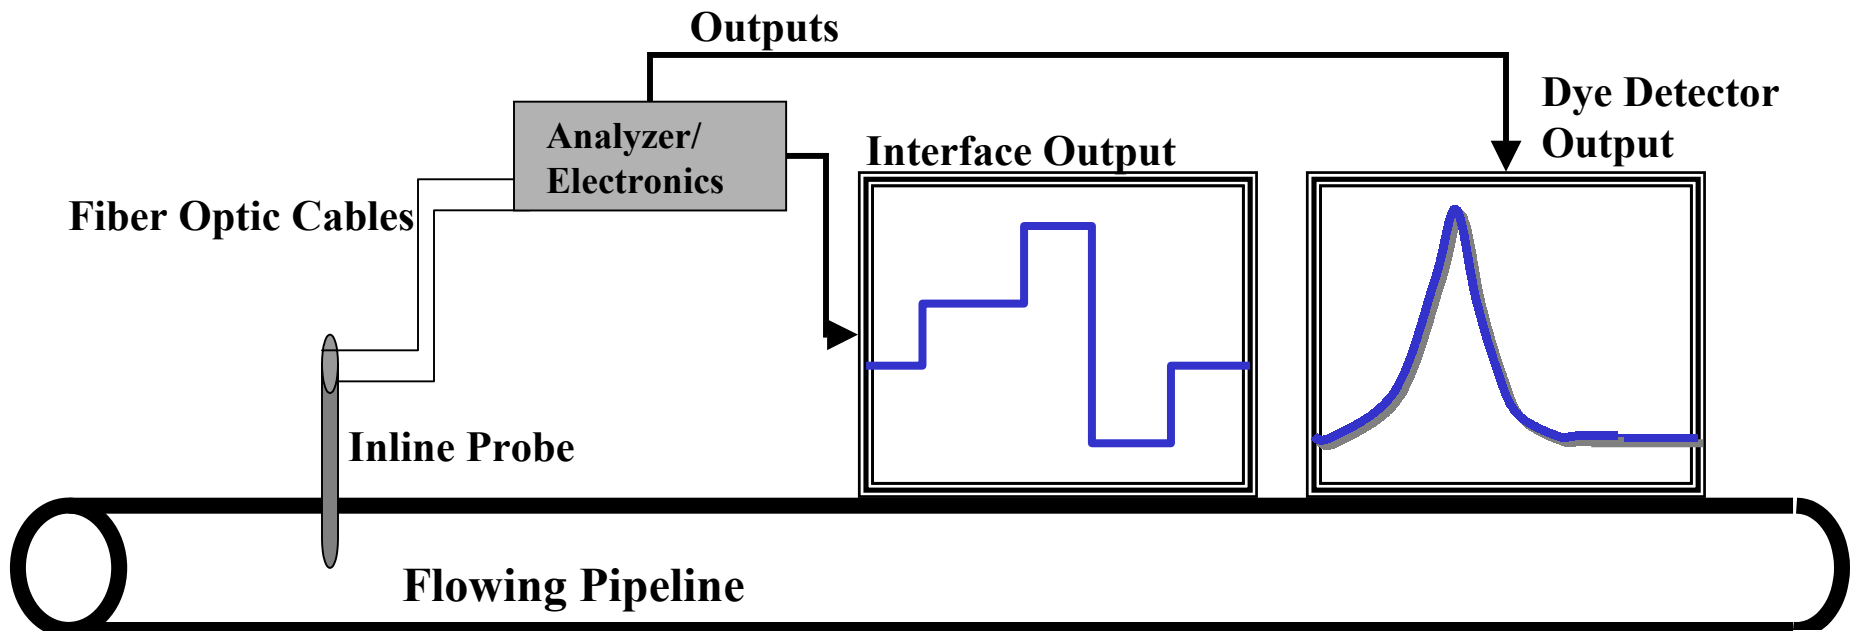 Outputs
Dye Detector
Output
Analyzer/
Electronics
Interface Output
Fiber Optic Cables
Inline Probe
Flowing Pipeline